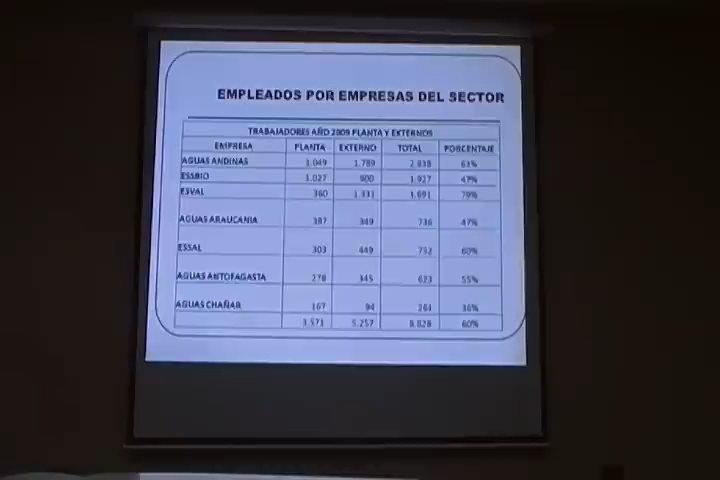 EMPLEADOS POR EMPRESAS DEL SECTOR
TRABAJADORES AÑO 2009 PLANTA Y EXTERNOS
EMPRESA PLANTA EXTERNO TOTAL PORCENTAJE
AGUAS ANDINAS 1.049 1.789 2.838 63%
ESSBIO 1.027 900 1.927 47%
ESVAL 360 1.331 1.691 79%
AGUAS ARAUCANIA 387 349 736 47%
ESSAL 303 449 752 60%
AGUAS ANTOFAGASTA 278 345 623 55%
AGUAS CHAÑAR 167 94 261 36%
3.571 5.257 8.828 60%